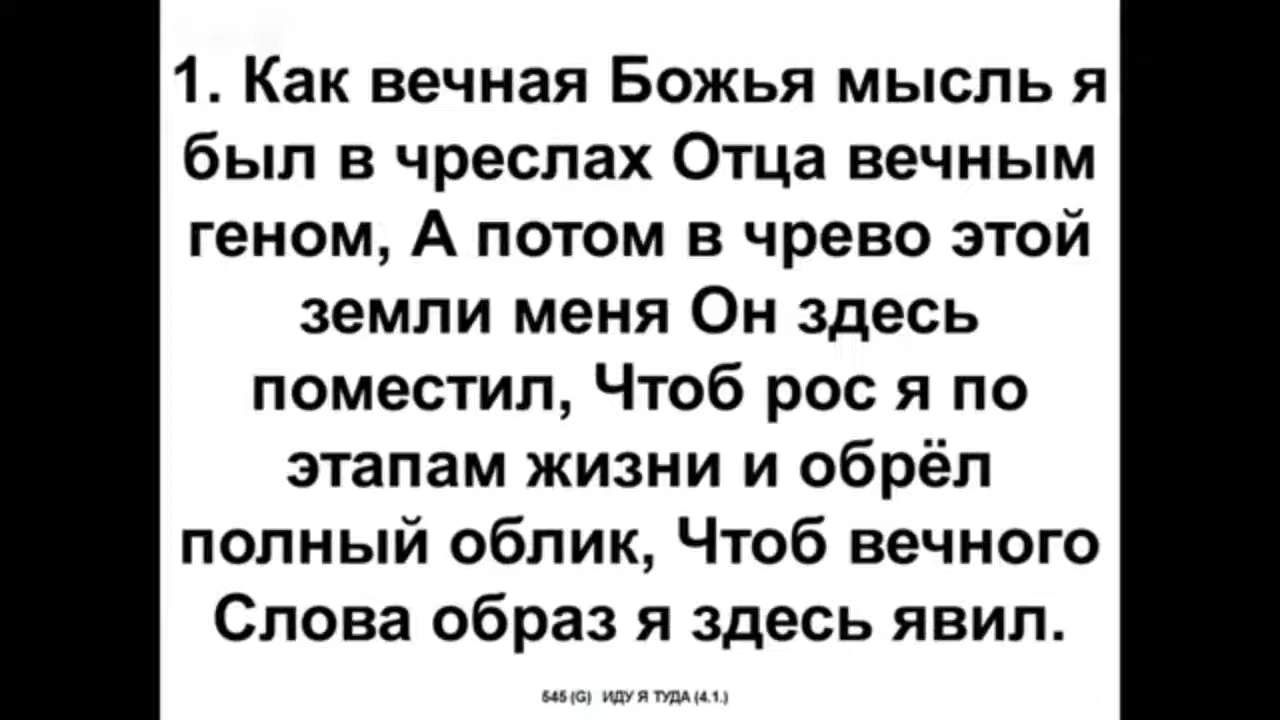 1. Как вечная Божья мысль я
был в чреслах Отца вечным
геном, А потом в чрево этой
земли меня Он здесь
поместил, Чтоб рос я по
этапам жизни и обрёл
полный облик, Чтоб вечного
Слова образ я здесь явил.
545 (G) ИДУ Я ТУДА (4.1.)